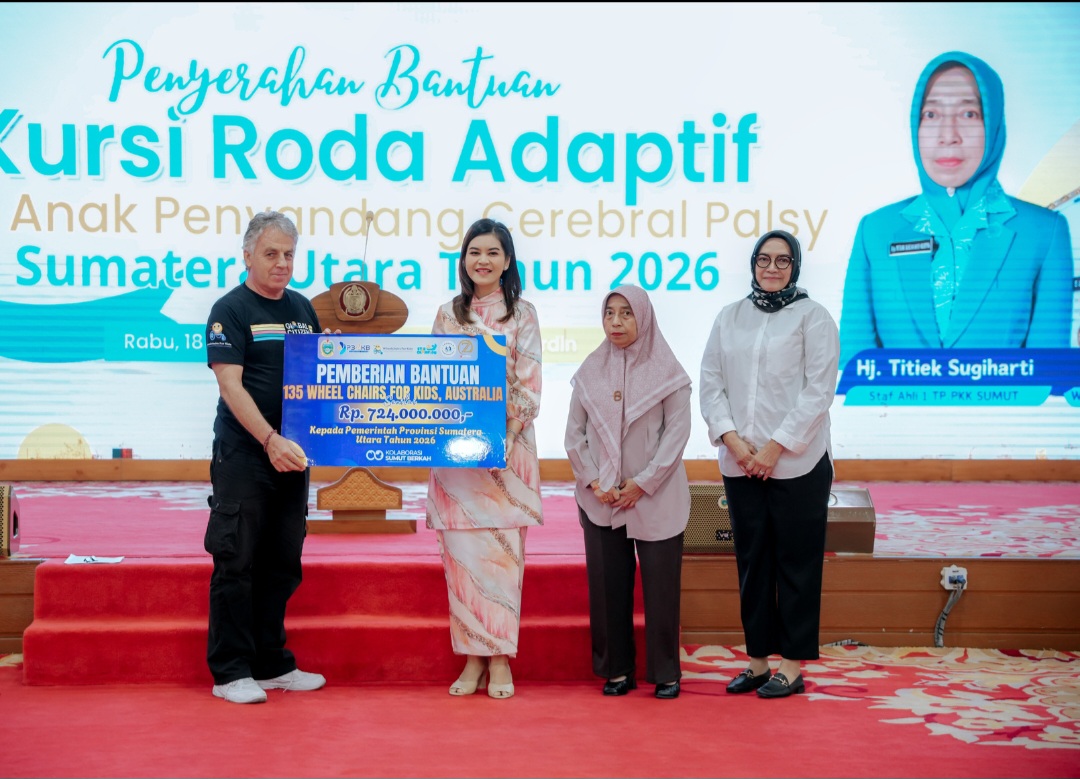 Penyerahan Bantuan
Kursi Roda Adaptif
Anak Penyandang Cerebral Palsy
Sumatera Utara Tahun 2026
Rabu, 18
Hj. Titiek Sugiharti
Staf Ahli I TP.PKK SUMUT
GLOBAL
CITIZEN
PEMBERIAN BANTUAN
135 WHEEL CHAIRS FOR KIDS, AUSTRALIA
Rp. 724.000.000,-
Kepada Pemerintah Provinsi Sumatera
Utara Tahun 2026
KOLABORASI
SUMUT BERKAH